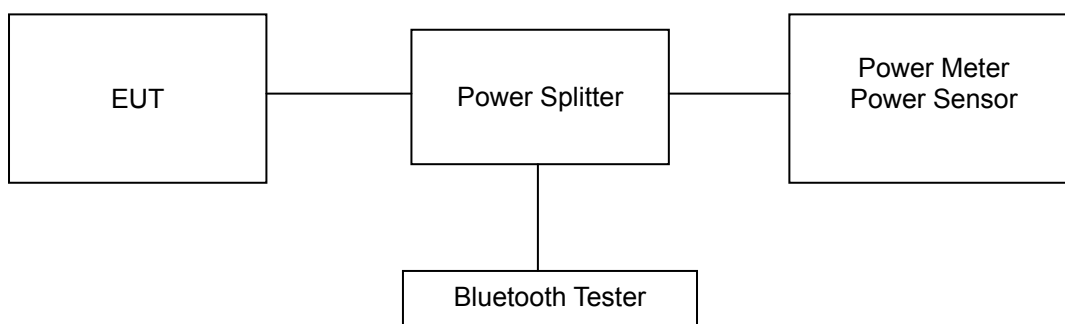 EUT
Power Splitter
Power Meter
Power Sensor
Bluetooth Tester